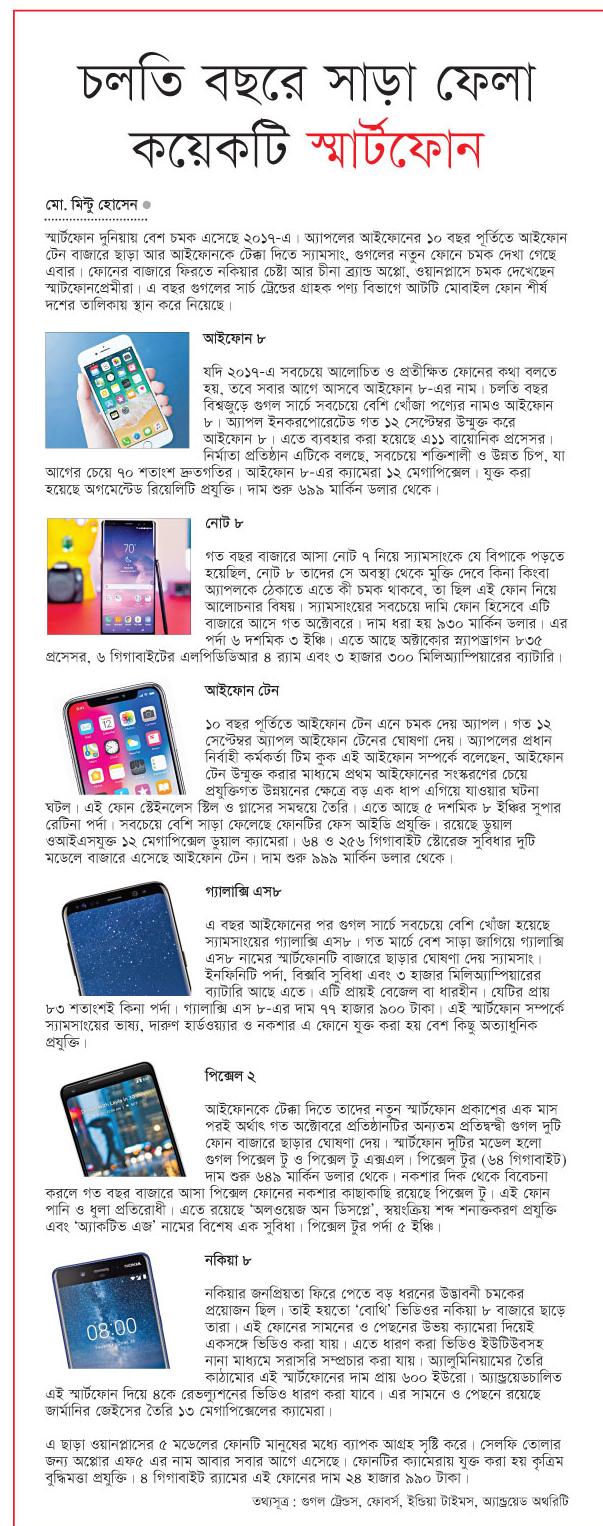 চলতি বছরে সাড়া ফেলা
কয়েকটি স্মার্টফোন
মো. মিন্টু হোসেন
স্মার্টফোন দুনিয়ায় বেশ চমক এসেছে ২০১৭-এ। অ্যাপলের আইফোনের ১০ বছর পূর্তিতে আইফোন
টেন বাজারে ছাড়া আর আইফোনকে টেক্কা দিতে স্যামসাং, গুগলের নতুন ফোনে চমক দেখা গেছে
এবার। ফোনের বাজারে ফিরতে নকিয়ার চেষ্টা আর চীনা ব্র্যান্ড অপ্পো, ওয়ানপ্লাসে চমক দেখেছেন
স্মার্টফোনপ্রেমীরা। এ বছর গুগলের সার্চ ট্রেন্ডের গ্রাহক পণ্য বিভাগে আটটি মোবাইল ফোন শীর্ষ
দশের তালিকায় স্থান করে নিয়েছে।
আইফোন ৮
যদি ২০১৭-এ সবচেয়ে আলোচিত ও প্রতীক্ষিত ফোনের কথা বলতে
হয়, তবে সবার আগে আসবে আইফোন ৮-এর নাম। চলতি বছর
বিশ্বজুড়ে গুগল সার্চে সবচেয়ে বেশি খোঁজা পণ্যের নামও আইফোন
৮। অ্যাপল ইনকরপোরেটেড গত ১২ সেপ্টেম্বর উন্মুক্ত করে
আইফোন ৮। এতে ব্যবহার করা হয়েছে এ১১ বায়োনিক প্রসেসর।
নির্মাতা প্রতিষ্ঠান এটিকে বলছে, সবচেয়ে শক্তিশালী ও উন্নত চিপ, যা
আগের চেয়ে ৭০ শতাংশ দ্রুতগতির। আইফোন ৮-এর ক্যামেরা ১২ মেগাপিক্সেল। যুক্ত করা
হয়েছে অগমেন্টেড রিয়েলিটি প্রযুক্তি। দাম শুরু ৬৯৯ মার্কিন ডলার থেকে।
নোট ৮
গত বছর বাজারে আসা নোট ৭ নিয়ে স্যামসাংকে যে বিপাকে পড়তে
হয়েছিল, নোট ৮ তাদের সে অবস্থা থেকে মুক্তি দেবে কিনা কিংবা
অ্যাপলকে ঠেকাতে এতে কী চমক থাকবে, তা ছিল এই ফোন নিয়ে
আলোচনার বিষয়। স্যামসাংয়ের সবচেয়ে দামি ফোন হিসেবে এটি
বাজারে আসে গত অক্টোবরে। দাম ধরা হয় ৯৩০ মার্কিন ডলার। এর
পর্দা ৬ দশমিক ৩ ইঞ্চি। এতে আছে অক্টাকোর স্ন্যাপড্রাগন ৮৩৫
প্রসেসর, ৬ গিগাবাইটের এলপিডিডিআর ৪ র‍্যাম এবং ৩ হাজার ৩০০ মিলিঅ্যাম্পিয়ারের ব্যাটারি।
আইফোন টেন
১০ বছর পূর্তিতে আইফোন টেন এনে চমক দেয় অ্যাপল। গত ১২
সেপ্টেম্বর অ্যাপল আইফোন টেনের ঘোষণা দেয়। অ্যাপলের প্রধান
নির্বাহী কর্মকর্তা টিম কুক এই আইফোন সম্পর্কে বলেছেন, আইফোন
টেন উন্মুক্ত করার মাধ্যমে প্রথম আইফোনের সংস্করণের চেয়ে
প্রযুক্তিগত উন্নয়নের ক্ষেত্রে বড় এক ধাপ এগিয়ে যাওয়ার ঘটনা
ঘটল। এই ফোন স্টেইনলেস স্টিল ও গ্লাসের সমন্বয়ে তৈরি। এতে আছে ৫ দশমিক ৮ ইঞ্চির সুপার
রেটিনা পর্দা। সবচেয়ে বেশি সাড়া ফেলেছে ফোনটির ফেস আইডি প্রযুক্তি। রয়েছে ডুয়াল
ওআইএসযুক্ত ১২ মেগাপিক্সেল ডুয়াল ক্যামেরা। ৬৪ ও ২৫৬ গিগাবাইট স্টোরেজ সুবিধার দুটি
মডেলে বাজারে এসেছে আইফোন টেন। দাম শুরু ৯৯৯ মার্কিন ডলার থেকে।
গ্যালাক্সি এস৮
এ বছর আইফোনের পর গুগল সার্চে সবচেয়ে বেশি খোঁজা হয়েছে
স্যামসাংয়ের গ্যালাক্সি এস৮। গত মার্চে বেশ সাড়া জাগিয়ে গ্যালাক্সি
এস৮ নামের স্মার্টফোনটি বাজারে ছাড়ার ঘোষণা দেয় স্যামসাং।
ইনফিনিটি পর্দা, বিক্সবি সুবিধা এবং ৩ হাজার মিলিঅ্যাম্পিয়ারের
ব্যাটারি আছে এতে। এটি প্রায়ই বেজেল বা ধারহীন। যেটির প্রায়
৮৩ শতাংশই কিনা পর্দা। গ্যালাক্সি এস ৮-এর দাম ৭৭ হাজার ৯০০ টাকা। এই স্মার্টফোন সম্পর্কে
স্যামসাংয়ের ভাষ্য, দারুণ হার্ডওয়্যার ও নকশার এ ফোনে যুক্ত করা হয় বেশ কিছু অত্যাধুনিক
প্রযুক্তি।
পিক্সেল ২
আইফোনকে টেক্কা দিতে তাদের নতুন স্মার্টফোন প্রকাশের এক মাস
পরই অর্থাৎ গত অক্টোবরে প্রতিষ্ঠানটির অন্যতম প্রতিদ্বন্দ্বী গুগল দুটি
ফোন বাজারে ছাড়ার ঘোষণা দেয়। স্মার্টফোন দুটির মডেল হলো
গুগল পিক্সেল টু ও পিক্সেল টু এক্সএল। পিক্সেল টুর (৬৪ গিগাবাইট)
দাম শুরু ৬৪৯ মার্কিন ডলার থেকে। নকশার দিক থেকে বিবেচনা
করলে গত বছর বাজারে আসা পিক্সেল ফোনের নকশার কাছাকাছি রয়েছে পিক্সেল টু। এই ফোন
পানি ও ধুলা প্রতিরোধী। এতে রয়েছে ‘অলওয়েজ অন ডিসপ্লে’, স্বয়ংক্রিয় শব্দ শনাক্তকরণ প্রযুক্তি
এবং ‘অ্যাকটিভ এজ’ নামের বিশেষ এক সুবিধা। পিক্সেল টুর পর্দা ৫ ইঞ্চি।
নকিয়া ৮
NOKIA
08:00
নকিয়ার জনপ্রিয়তা ফিরে পেতে বড় ধরনের উদ্ভাবনী চমকের
প্রয়োজন ছিল। তাই হয়তো ‘বোথি’ ভিডিওর নকিয়া ৮ বাজারে ছাড়ে
তারা। এই ফোনের সামনের ও পেছনের উভয় ক্যামেরা দিয়েই
একসঙ্গে ভিডিও করা যায়। এতে ধারণ করা ভিডিও ইউটিউবসহ
নানা মাধ্যমে সরাসরি সম্প্রচার করা যায়। অ্যালুমিনিয়ামের তৈরি
কাঠামোর এই স্মার্টফোনের দাম প্রায় ৬০০ ইউরো। অ্যান্ড্রয়েডচালিত
এই স্মার্টফোন দিয়ে ৪কে রেভল্যুশনের ভিডিও ধারণ করা যাবে। এর সামনে ও পেছনে রয়েছে
জার্মানির জেইসের তৈরি ১৩ মেগাপিক্সেলের ক্যামেরা।
এ ছাড়া ওয়ানপ্লাসের ৫ মডেলের ফোনটি মানুষের মধ্যে ব্যাপক আগ্রহ সৃষ্টি করে। সেলফি তোলার
জন্য অপ্পোর এফ৫ এর নাম আবার সবার আগে এসেছে। ফোনটির ক্যামেরায় যুক্ত করা হয় কৃত্রিম
বুদ্ধিমত্তা প্রযুক্তি। ৪ গিগাবাইট র‍্যামের এই ফোনের দাম ২৪ হাজার ৯৯০ টাকা।
তথ্যসূত্র : গুগল ট্রেন্ডস, ফোবর্স, ইন্ডিয়া টাইমস, অ্যান্ড্রয়েড অথরিটি